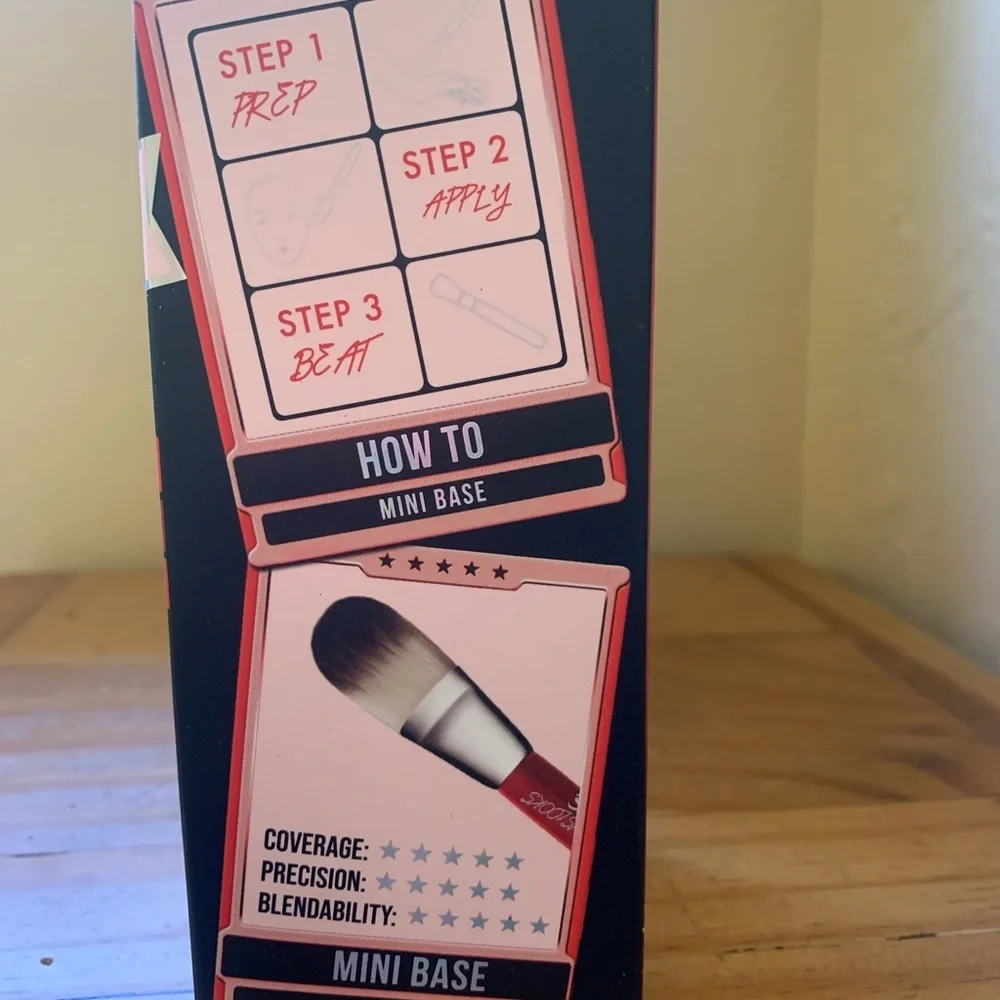 STEP 1
PREP
STEP 2
APPLY
STEP 3
BEAT
HOW TO
MINI BASE
COVERAGE:
PRECISION:
BLENDABILITY:
MINI BASE